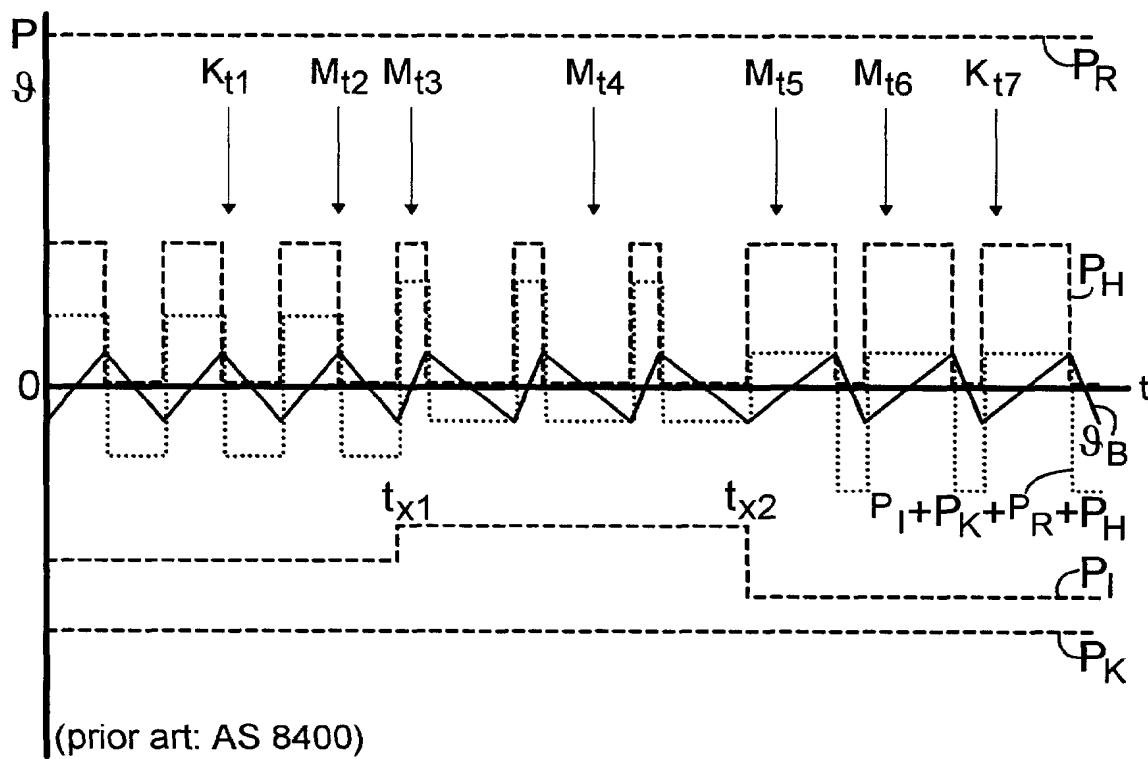 P
ϑ
P_R
K_t1 M_t2 M_t3 M_t4 M_t5 M_t6 K_t7
P_H
0
t
ϑ_B
t_x1 t_x2
P_I+P_K+P_R+P_H
P_I
P_K
(prior art: AS 8400)